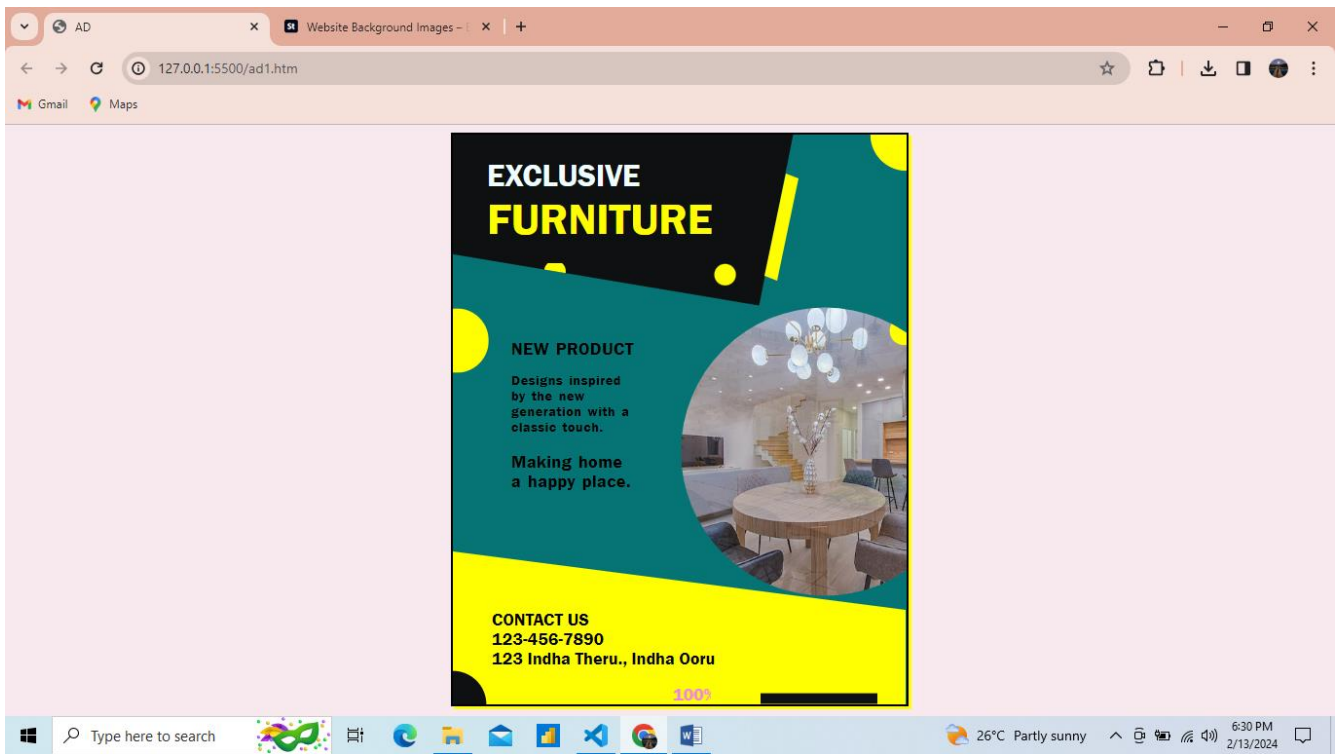 AD
St Website Background Images –
127.0.0.1:5500/ad1.htm
Gmail Maps
EXCLUSIVE
FURNITURE
NEW PRODUCT
Designs inspired
by the new
generation with a
classic touch.
Making home
a happy place.
CONTACT US
123-456-7890
123 Indha Theru., Indha Ooru
100%
Type here to search
26°C Partly sunny
6:30 PM
2/13/2024